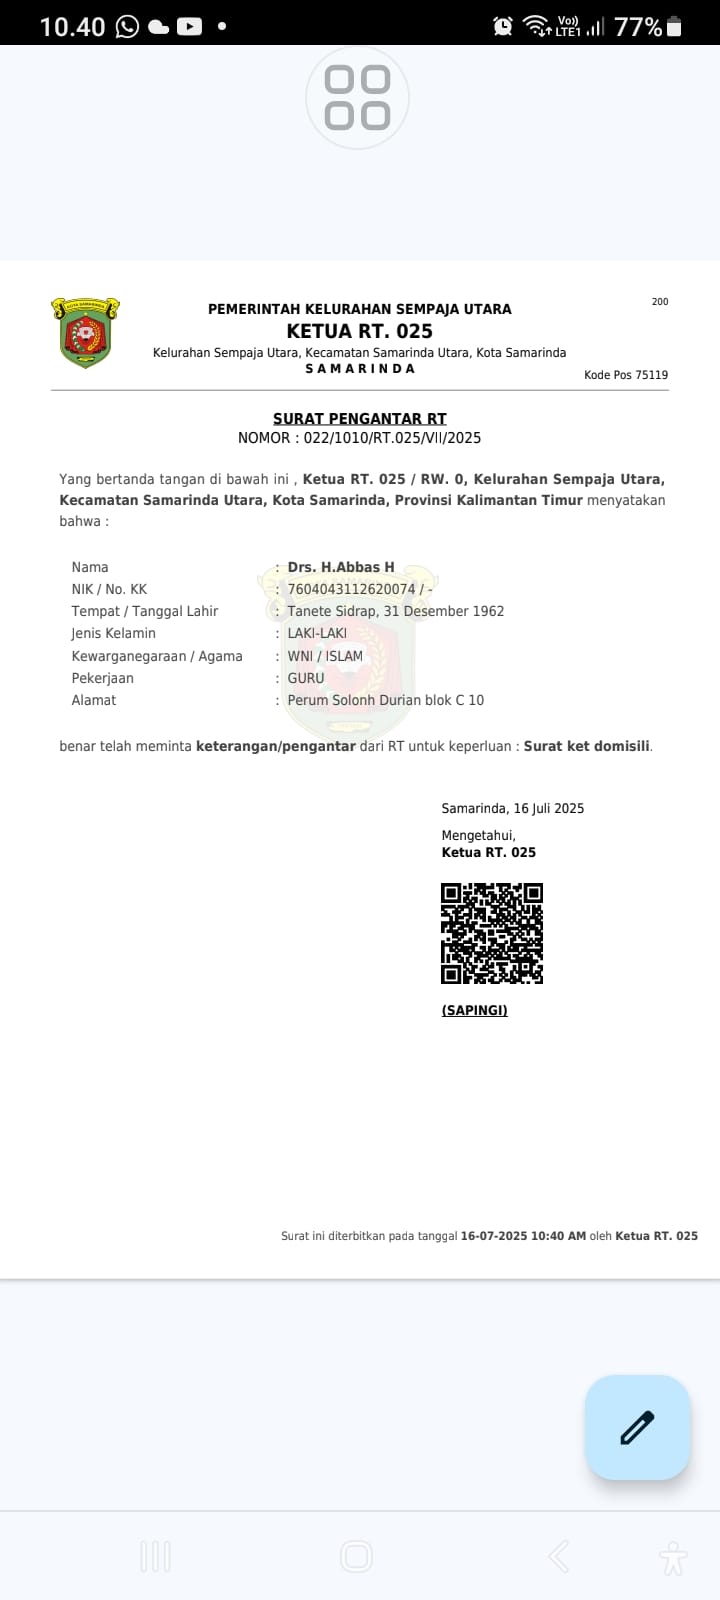 10.40
Vo))
LTE1
77%
200
KOTA SAMARINDA
PEMERINTAH KELURAHAN SEMPAJA UTARA
KETUA RT. 025
Kelurahan Sempaja Utara, Kecamatan Samarinda Utara, Kota Samarinda
SAMARINDA
Kode Pos 75119
SURAT PENGANTAR RT
NOMOR : 022/1010/RT.025/VII/2025
Yang bertanda tangan di bawah ini , Ketua RT. 025 / RW. 0, Kelurahan Sempaja Utara,
Kecamatan Samarinda Utara, Kota Samarinda, Provinsi Kalimantan Timur menyatakan
bahwa :
Nama : Drs. H.Abbas H
NIK / No. KK : 7604043112620074 / -
Tempat / Tanggal Lahir : Tanete Sidrap, 31 Desember 1962
Jenis Kelamin : LAKI-LAKI
Kewarganegaraan / Agama : WNI / ISLAM
Pekerjaan : GURU
Alamat : Perum Solonh Durian blok C 10
benar telah meminta keterangan/pengantar dari RT untuk keperluan : Surat ket domisili.
Samarinda, 16 Juli 2025
Mengetahui,
Ketua RT. 025
(SAPINGI)
Surat ini diterbitkan pada tanggal 16-07-2025 10:40 AM oleh Ketua RT. 025